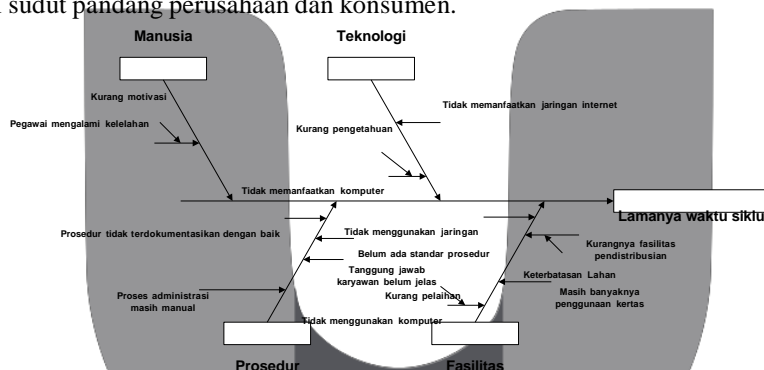 sudut pandang perusahaan dan konsumen.
Manusia
Teknologi
Kurang motivasi
Tidak memanfaatkan jaringan internet
Pegawai mengalami kelelahan
Kurang pengetahuan
Tidak memanfaatkan komputer
Lamanya waktu siklu
Prosedur tidak terdokumentasikan dengan baik
Tidak menggunakan jaringan
Kurangnya fasilitas
pendistribusian
Belum ada standar prosedur
Tanggung jawab
karyawan belum jelas
Keterbatasan Lahan
Proses administrasi
masih manual
Kurang pelaihan
Masih banyaknya
penggunaan kertas
Tidak menggunakan komputer
Prosedur
Fasilitas